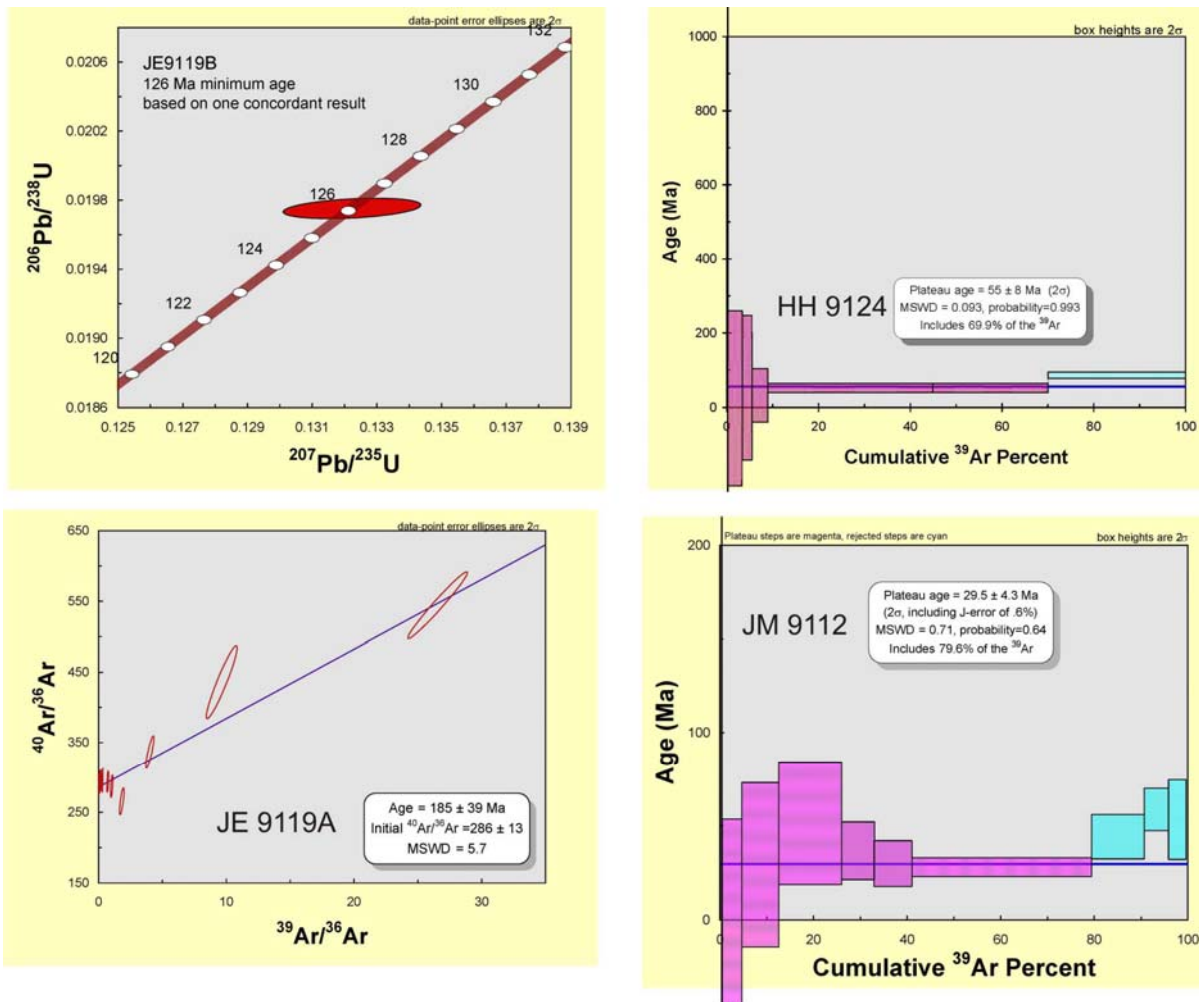 data-point error ellipses are 2σ
JE9119B
126 Ma minimum age
based on one concordant result
132
130
128
126
124
122
120
0.0206
0.0202
0.0198
0.0194
0.0190
0.0186
0.125
0.127
0.129
0.131
0.133
0.135
0.137
0.139
206Pb/238U
207Pb/235U
box heights are 2σ
1000
800
600
400
200
0
Age (Ma)
HH 9124
Plateau age = 55 ± 8 Ma (2σ)
MSWD = 0.093, probability=0.993
Includes 69.9% of the 39Ar
0
20
40
60
80
100
Cumulative 39Ar Percent
data-point error ellipses are 2σ
650
550
450
350
250
150
40Ar/36Ar
JE 9119A
Age = 185 ± 39 Ma
Initial 40Ar/36Ar =286 ± 13
MSWD = 5.7
0
10
20
30
39Ar/36Ar
Plateau steps are magenta, rejected steps are cyan
box heights are 2σ
200
100
0
Age (Ma)
JM 9112
Plateau age = 29.5 ± 4.3 Ma
(2σ, including J-error of .6%)
MSWD = 0.71, probability=0.64
Includes 79.6% of the 39Ar
0
20
40
60
80
100
Cumulative 39Ar Percent